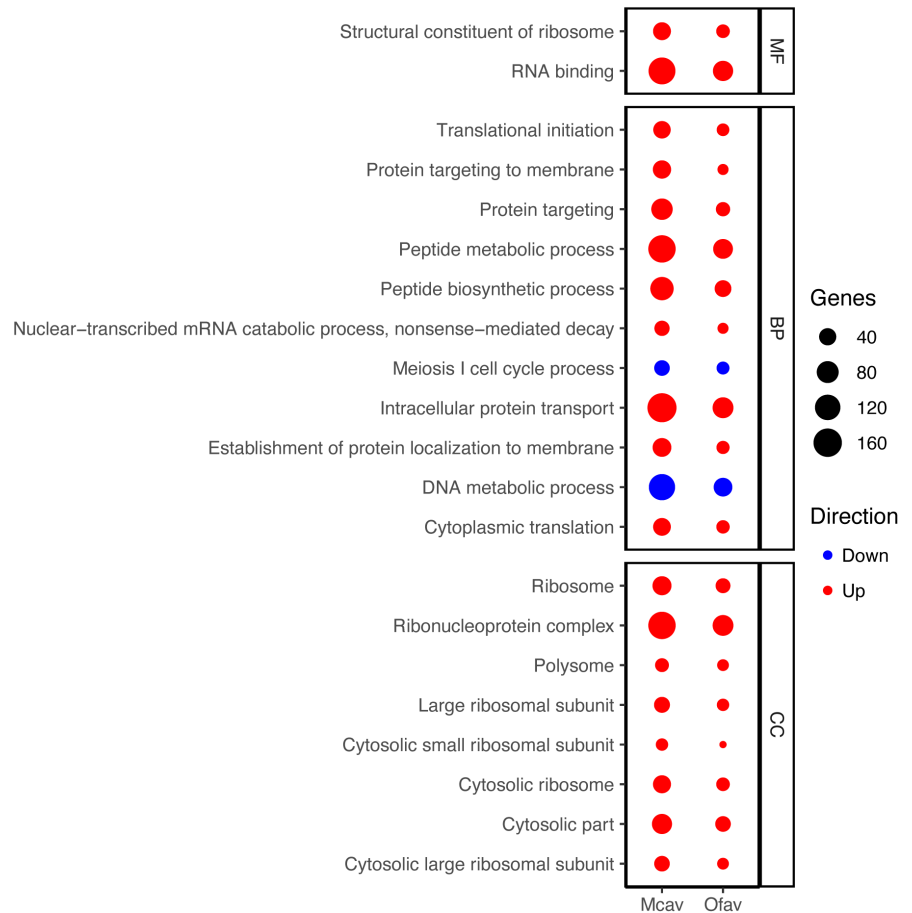 Structural constituent of ribosome
RNA binding
MF
Translational initiation
Protein targeting to membrane
Protein targeting
Peptide metabolic process
Peptide biosynthetic process
Nuclear−transcribed mRNA catabolic process, nonsense−mediated decay
Meiosis I cell cycle process
Intracellular protein transport
Establishment of protein localization to membrane
DNA metabolic process
Cytoplasmic translation
BP
Ribosome
Ribonucleoprotein complex
Polysome
Large ribosomal subunit
Cytosolic small ribosomal subunit
Cytosolic ribosome
Cytosolic part
Cytosolic large ribosomal subunit
CC
Mcav Ofav
Genes
40
80
120
160
Direction
Down
Up